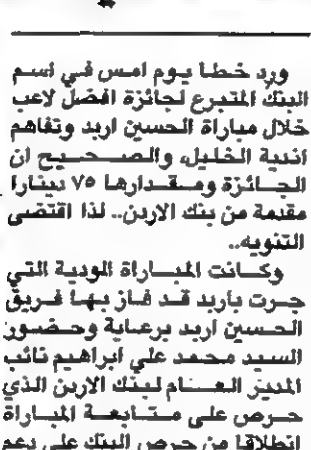 ورد خطا يوم امس في اسم
البنك المتبرع لجائزة افضل لاعب
خلال مباراة الحسين اربد وتفاهم
اندية الخليل، والصحيح ان
الجائزة ومقدارها ٧٥ دينارا
مقدمة من بنك الاردن.. لذا اقتضى
التنويه..
وكانت المباراة الودية التي
جرت باربد قد فاز بها فريق
الحسين اربد برعاية وحضور
السيد محمد علي ابراهيم نائب
المدير العام لبنك الاردن الذي
حرص على متابعة المباراة
انطلاقا من حرص البنك على دعم